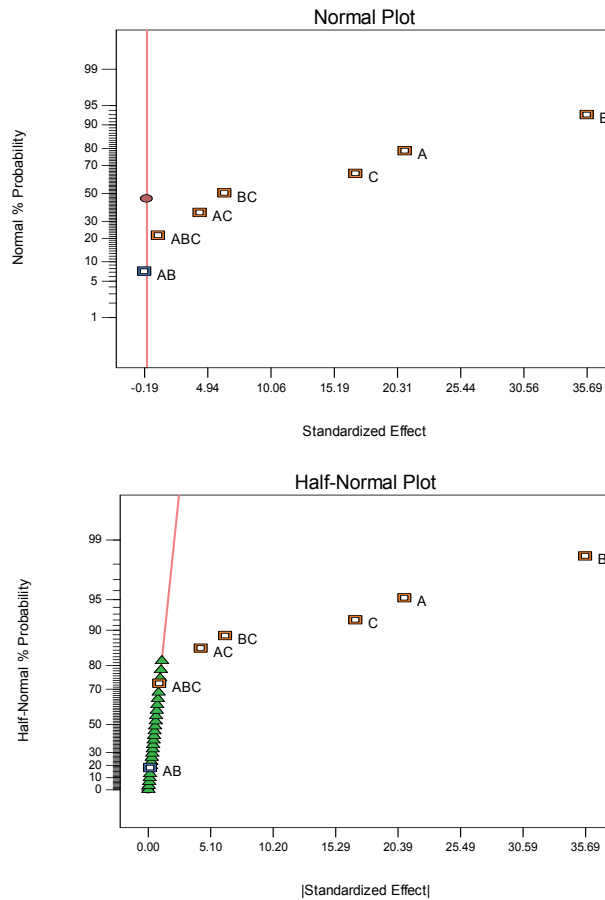 Normal Plot
Normal % Probability
99
95
90
80
70
50
30
20
10
5
1
B
A
C
BC
AC
ABC
AB
-0.19 4.94 10.06 15.19 20.31 25.44 30.56 35.69
Standardized Effect
Half-Normal Plot
Half-Normal % Probability
99
95
90
80
70
50
30
20
10
0
B
A
C
BC
AC
ABC
AB
0.00 5.10 10.20 15.29 20.39 25.49 30.59 35.69
|Standardized Effect|